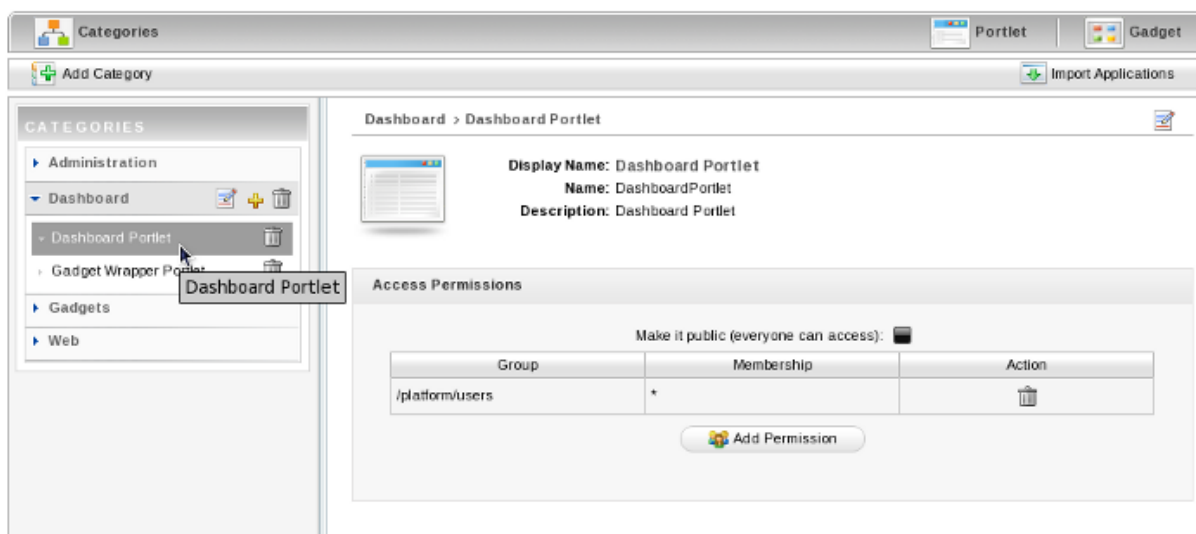 Categories Portlet Gadget
Add Category Import Applications
CATEGORIES
Administration
Dashboard
Dashboard Portlet
Gadget Wrapper Portlet
Dashboard Portlet
Gadgets
Web
Dashboard > Dashboard Portlet
Display Name: Dashboard Portlet
Name: DashboardPortlet
Description: Dashboard Portlet
Access Permissions
Make it public (everyone can access):
Group Membership Action
/platform/users *
Add Permission